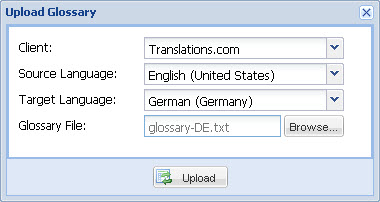 Upload Glossary
Client: Translations.com
Source Language: English (United States)
Target Language: German (Germany)
Glossary File: glossary-DE.txt Browse...
Upload